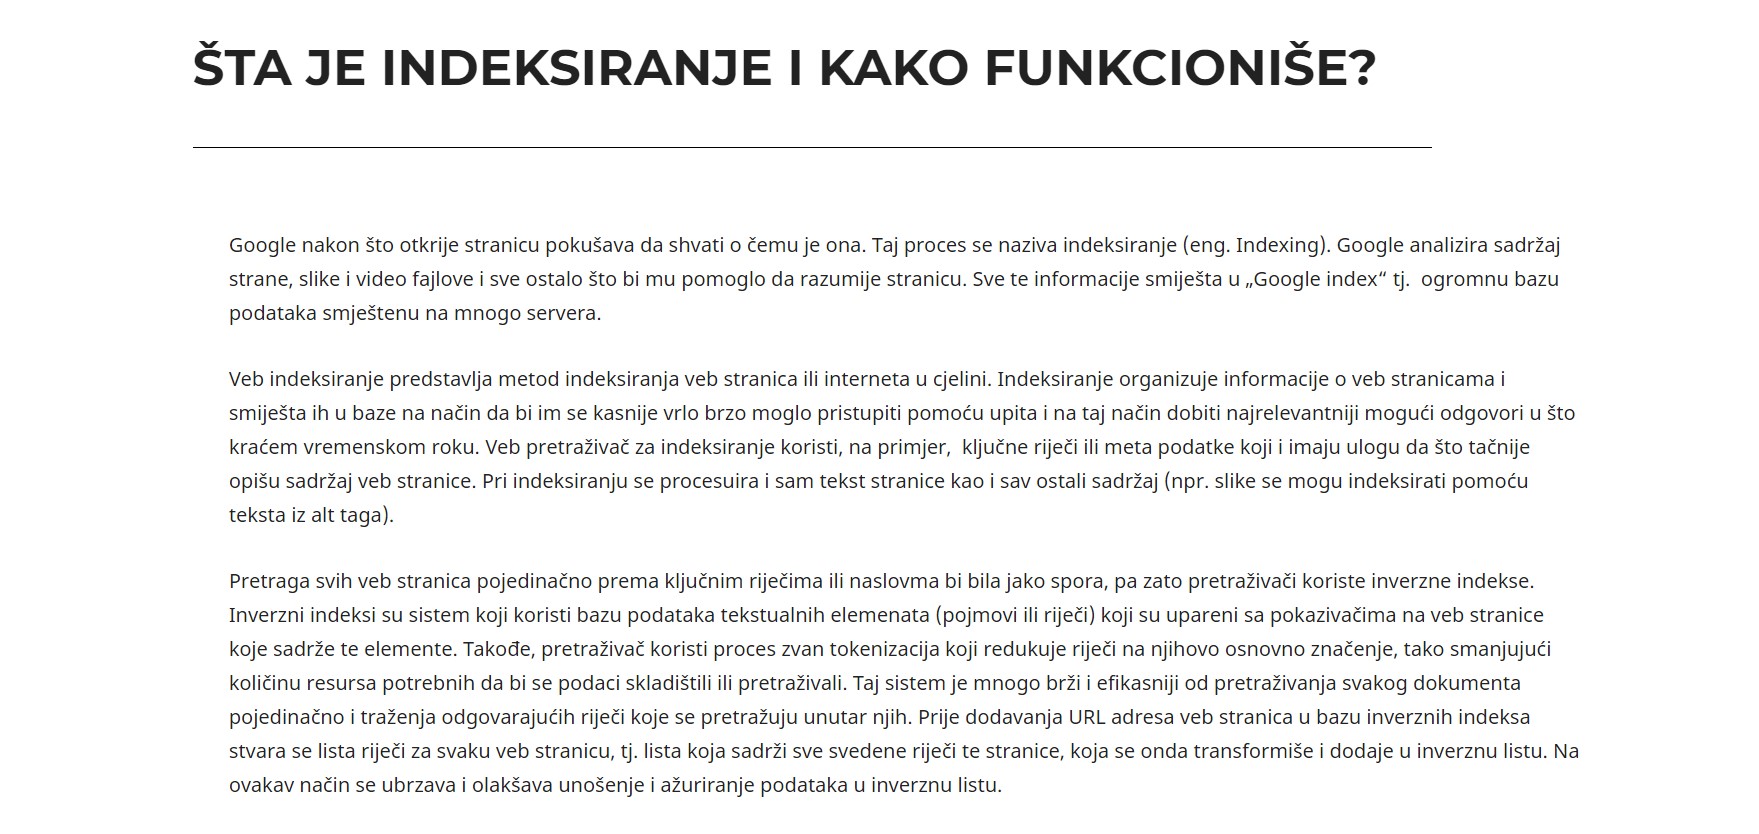 ŠTA JE INDEKSIRANJE I KAKO FUNKCIONIŠE?
Google nakon što otkrije stranicu pokušava da shvati o čemu je ona. Taj proces se naziva indeksiranje (eng. Indexing). Google analizira sadržaj
strane, slike i video fajlove i sve ostalo što bi mu pomoglo da razumije stranicu. Sve te informacije smiješta u „Google index“ tj.  ogromnu bazu
podataka smještenu na mnogo servera.
Veb indeksiranje predstavlja metod indeksiranja veb stranica ili interneta u cjelini. Indeksiranje organizuje informacije o veb stranicama i
smiješta ih u baze na način da bi im se kasnije vrlo brzo moglo pristupiti pomoću upita i na taj način dobiti najrelevantniji mogući odgovori u što
kraćem vremenskom roku. Veb pretraživač za indeksiranje koristi, na primjer,  ključne riječi ili meta podatke koji i imaju ulogu da što tačnije
opišu sadržaj veb stranice. Pri indeksiranju se procesuira i sam tekst stranice kao i sav ostali sadržaj (npr. slike se mogu indeksirati pomoću
teksta iz alt taga).
Pretraga svih veb stranica pojedinačno prema ključnim riječima ili naslovma bi bila jako spora, pa zato pretraživači koriste inverzne indekse.
Inverzni indeksi su sistem koji koristi bazu podataka tekstualnih elemenata (pojmovi ili riječi) koji su upareni sa pokazivačima na veb stranice
koje sadrže te elemente. Takođe, pretraživač koristi proces zvan tokenizacija koji redukuje riječi na njihovo osnovno značenje, tako smanjujući
količinu resursa potrebnih da bi se podaci skladištili ili pretraživali. Taj sistem je mnogo brži i efikasniji od pretraživanja svakog dokumenta
pojedinačno i traženja odgovarajućih riječi koje se pretražuju unutar njih. Prije dodavanja URL adresa veb stranica u bazu inverznih indeksa
stvara se lista riječi za svaku veb stranicu, tj. lista koja sadrži sve svedene riječi te stranice, koja se onda transformiše i dodaje u inverznu listu. Na
ovakav način se ubrzava i olakšava unošenje i ažuriranje podataka u inverznu listu.